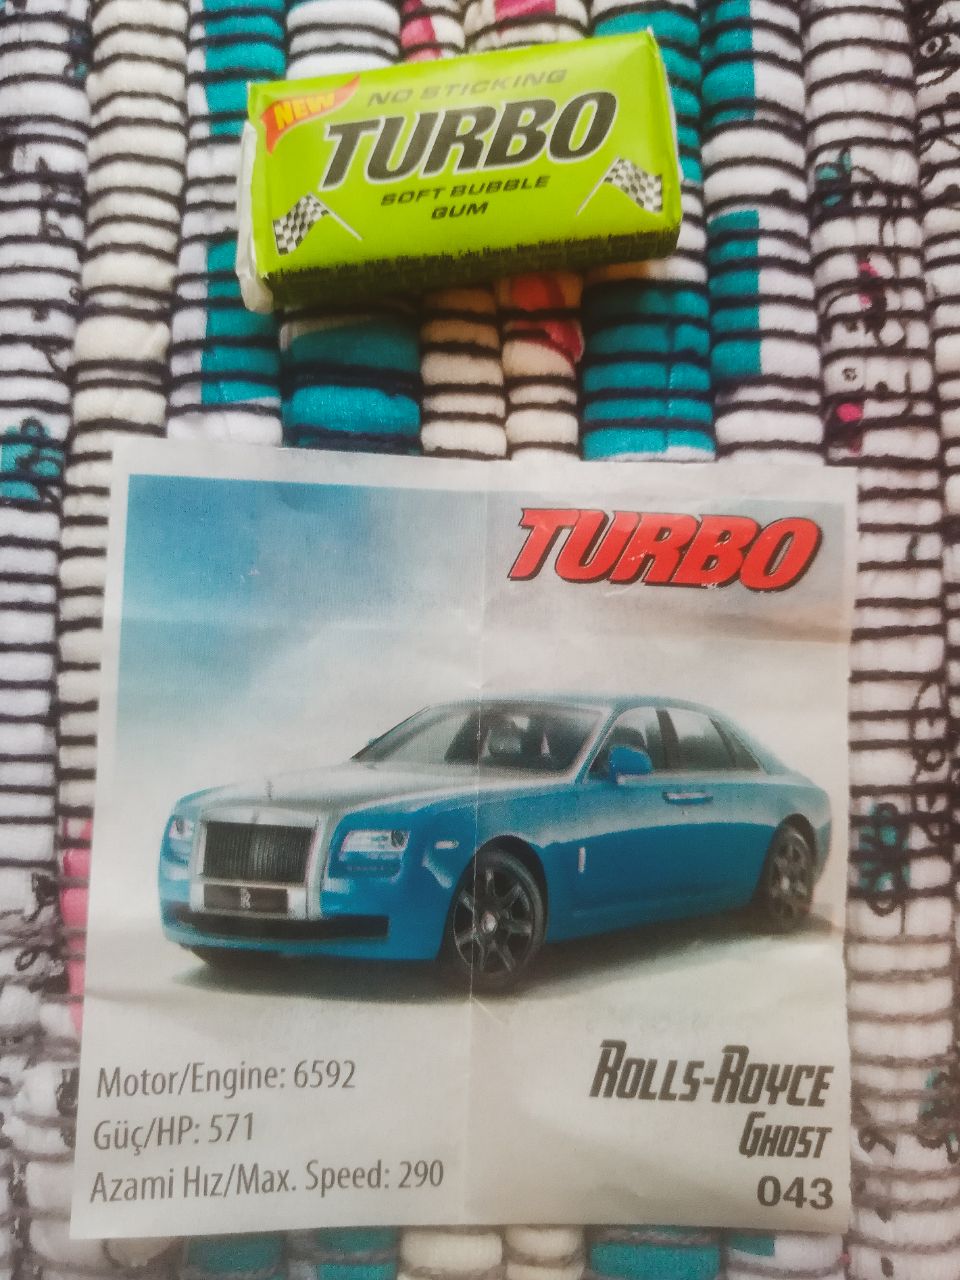 NEW
NO STICKING
TURBO
SOFT BUBBLE
GUM
TURBO
Motor/Engine: 6592
Güç/HP: 571
Azami Hız/Max. Speed: 290
ROLLS-ROYCE
GHOST
043